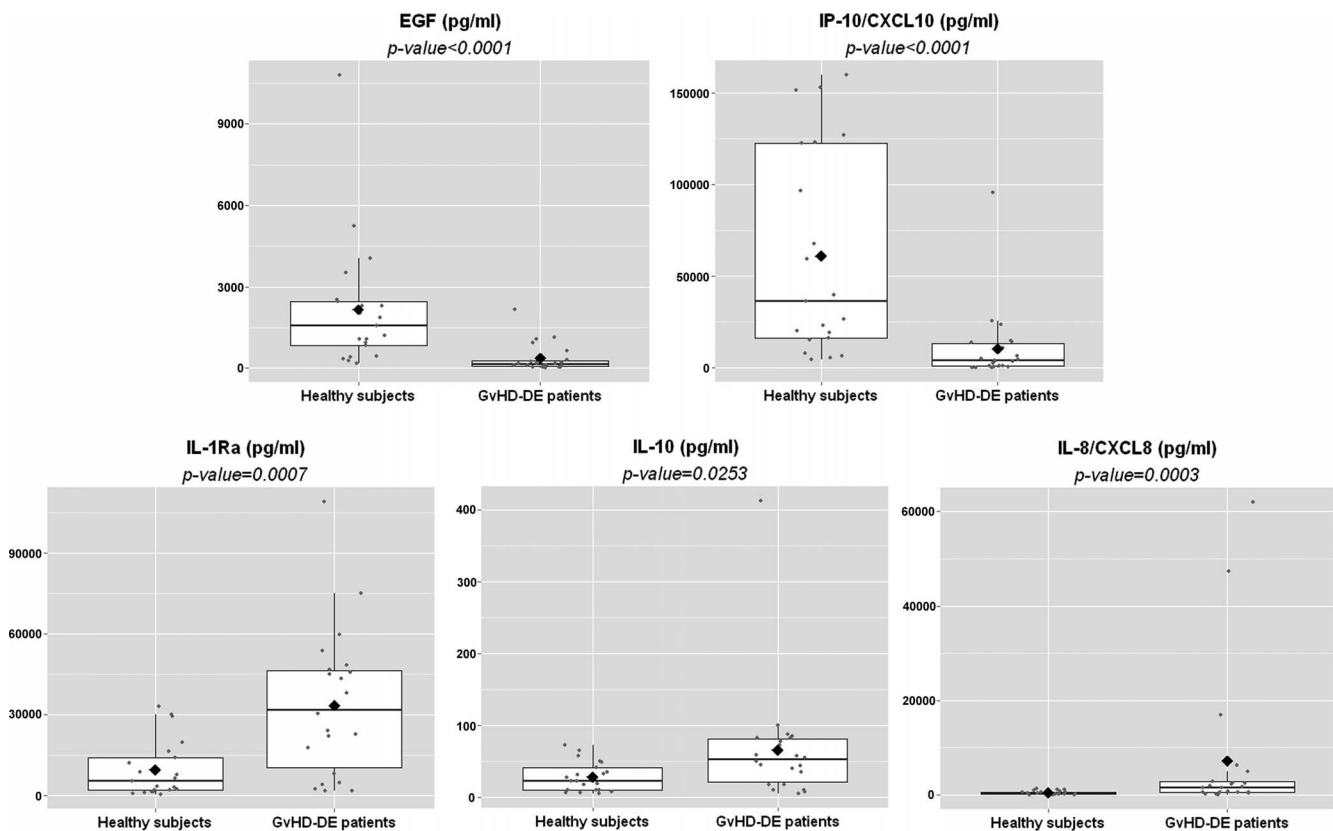 EGF (pg/ml)
p-value<0.0001
9000
6000
3000
0
Healthy subjects
GvHD-DE patients
IP-10/CXCL10 (pg/ml)
p-value<0.0001
150000
100000
50000
0
Healthy subjects
GvHD-DE patients
IL-1Ra (pg/ml)
p-value=0.0007
90000
60000
30000
0
Healthy subjects
GvHD-DE patients
IL-10 (pg/ml)
p-value=0.0253
400
300
200
100
0
Healthy subjects
GvHD-DE patients
IL-8/CXCL8 (pg/ml)
p-value=0.0003
60000
40000
20000
0
Healthy subjects
GvHD-DE patients